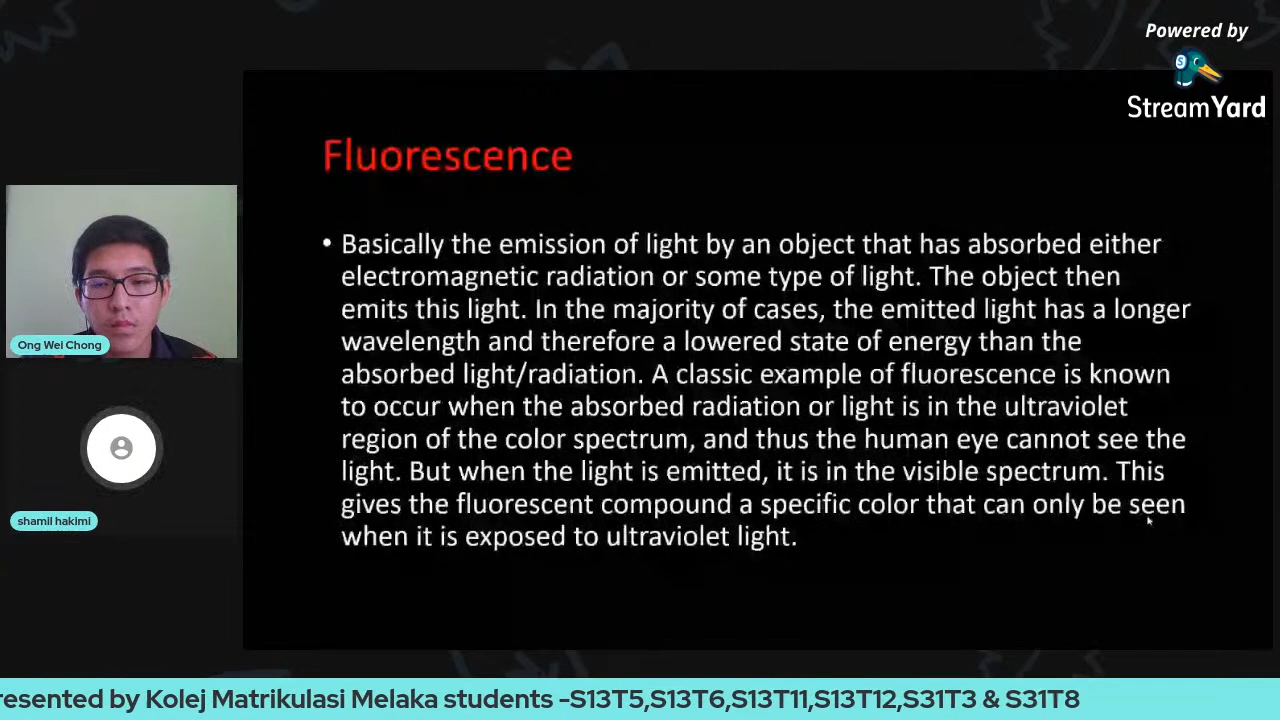 Powered by
StreamYard
Fluorescence
• Basically the emission of light by an object that has absorbed either
electromagnetic radiation or some type of light. The object then
emits this light. In the majority of cases, the emitted light has a longer
wavelength and therefore a lowered state of energy than the
absorbed light/radiation. A classic example of fluorescence is known
to occur when the absorbed radiation or light is in the ultraviolet
region of the color spectrum, and thus the human eye cannot see the
light. But when the light is emitted, it is in the visible spectrum. This
gives the fluorescent compound a specific color that can only be seen
when it is exposed to ultraviolet light.
Ong Wei Chong
shamil hakimi
resented by Kolej Matrikulasi Melaka students -S13T5,S13T6,S13T11,S13T12,S31T3 & S31T8